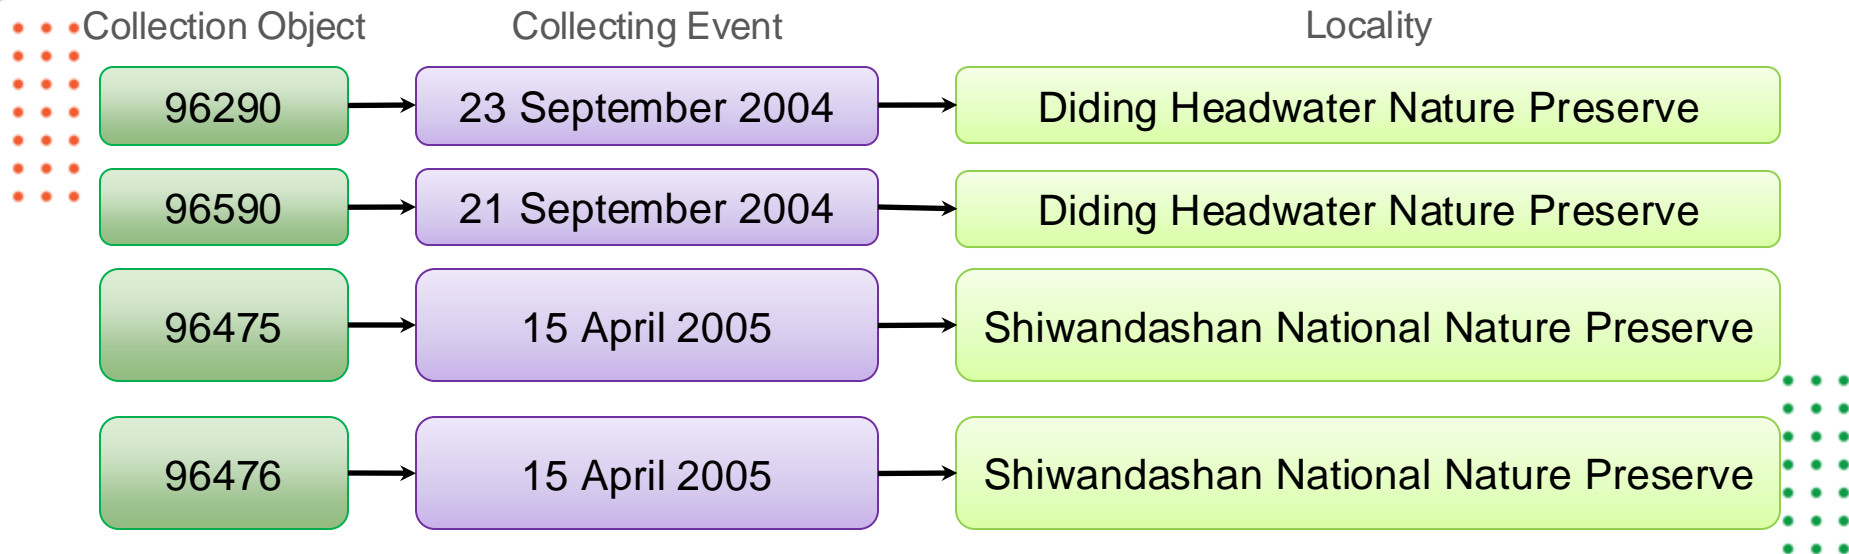 Collection Object Collecting Event Locality
96290 23 September 2004 Diding Headwater Nature Preserve
96590 21 September 2004 Diding Headwater Nature Preserve
96475 15 April 2005 Shiwandashan National Nature Preserve
96476 15 April 2005 Shiwandashan National Nature Preserve